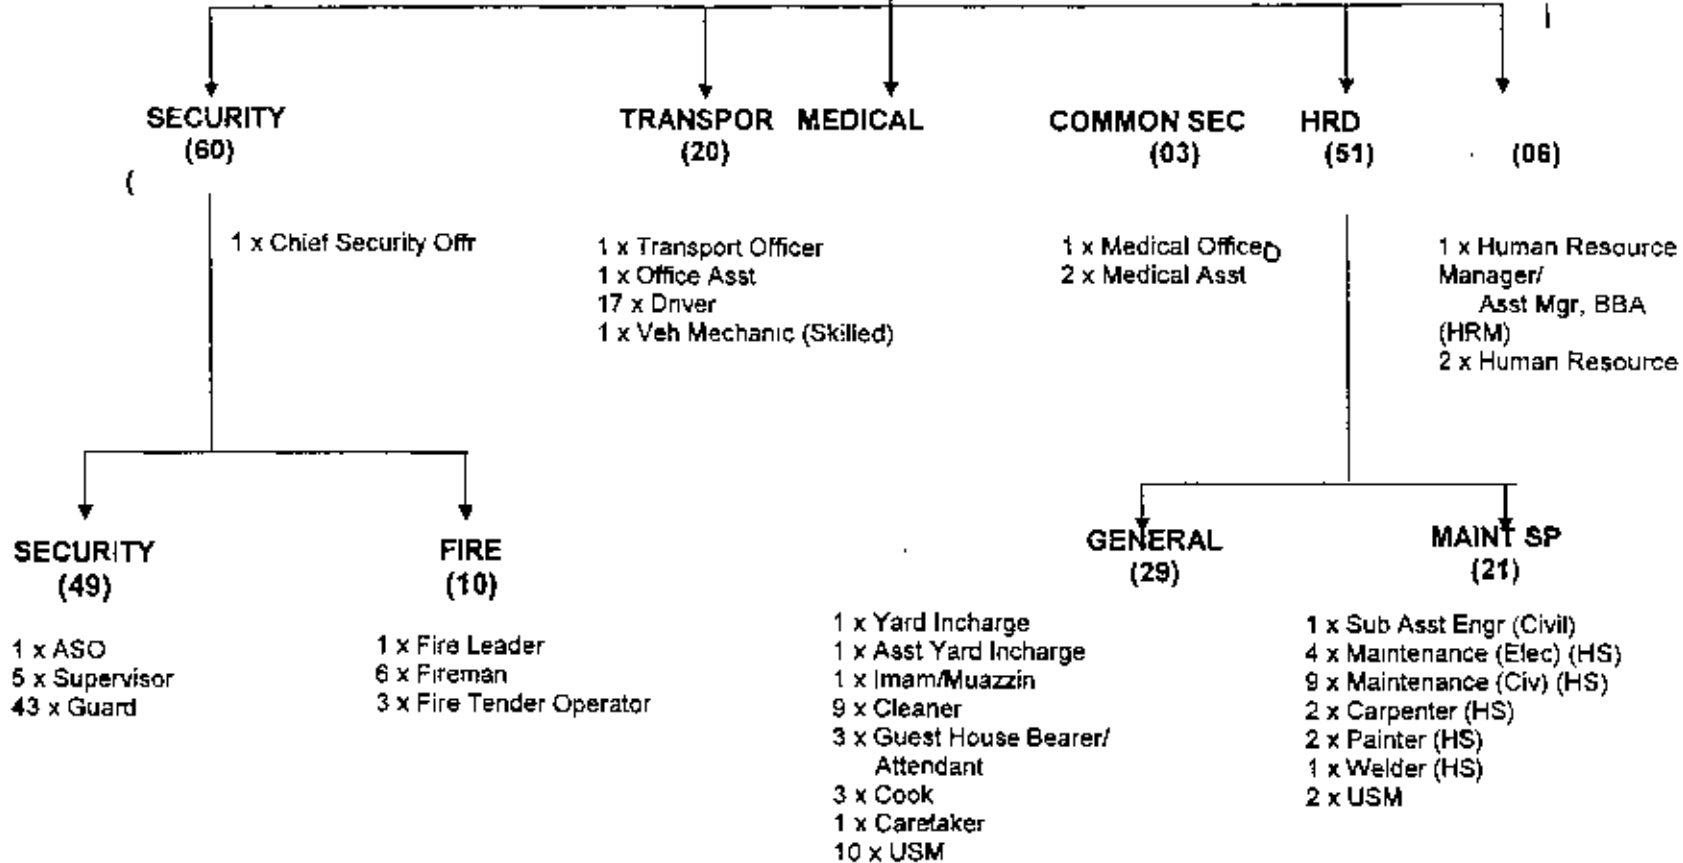 SECURITY
(60)
(
TRANSPOR
(20)
MEDICAL
COMMON SEC
(03)
HRD
(51)
(06)
1 x Chief Security Offr
1 x Transport Officer
1 x Office Asst
17 x Driver
1 x Veh Mechanic (Skilled)
1 x Medical Office
2 x Medical Asst
1 x Human Resource
Manager/
Asst Mgr, BBA
(HRM)
2 x Human Resource
SECURITY
(49)
1 x ASO
5 x Supervisor
43 x Guard
FIRE
(10)
1 x Fire Leader
6 x Fireman
3 x Fire Tender Operator
GENERAL
(29)
1 x Yard Incharge
1 x Asst Yard Incharge
1 x Imam/Muazzin
9 x Cleaner
3 x Guest House Bearer/
Attendant
3 x Cook
1 x Caretaker
10 x USM
MAINT SP
(21)
1 x Sub Asst Engr (Civil)
4 x Maintenance (Elec) (HS)
9 x Maintenance (Civ) (HS)
2 x Carpenter (HS)
2 x Painter (HS)
1 x Welder (HS)
2 x USM